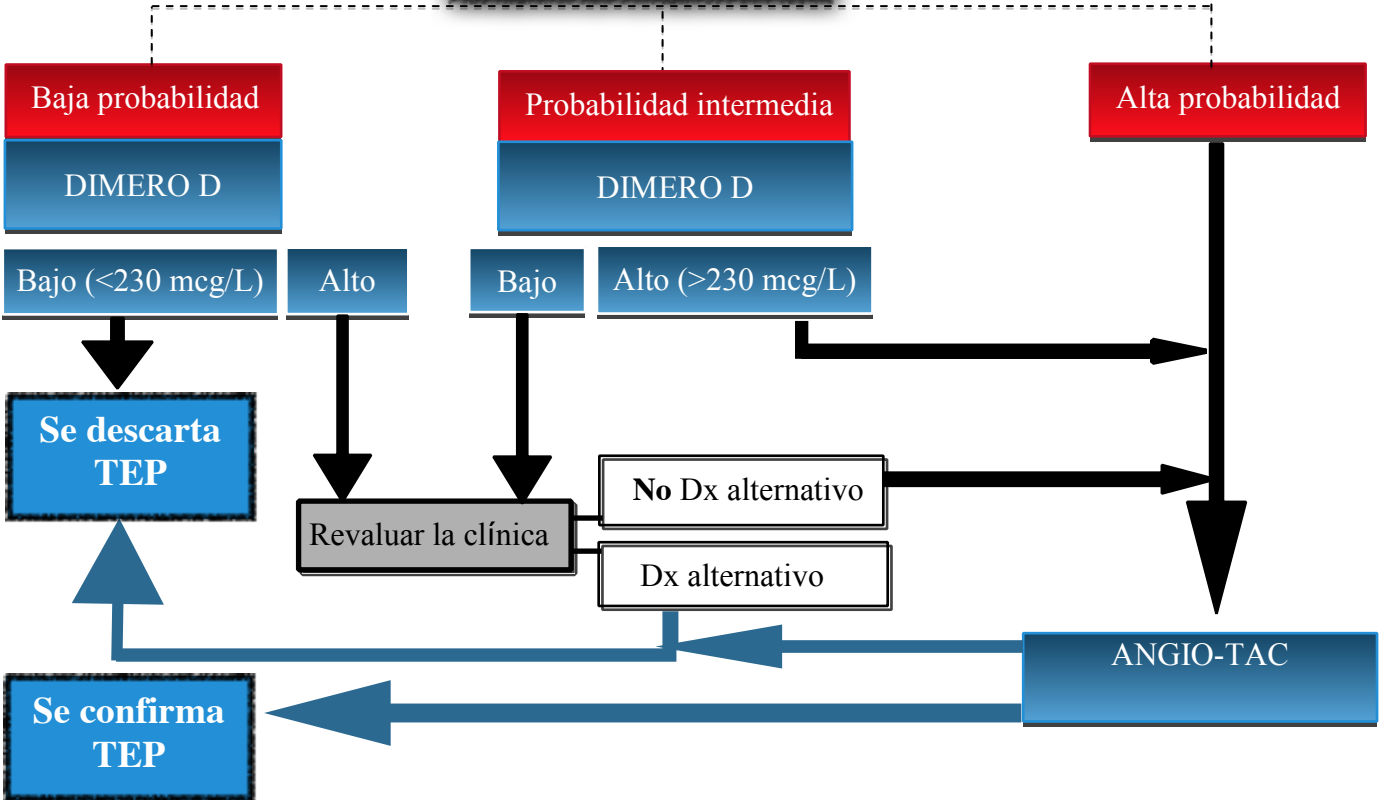 Baja probabilidad
Probabilidad intermedia
Alta probabilidad
DIMERO D
DIMERO D
Bajo (<230 mcg/L)
Alto
Bajo
Alto (>230 mcg/L)
Se descarta
TEP
No Dx alternativo
Revaluar la clínica
Dx alternativo
ANGIO-TAC
Se confirma
TEP